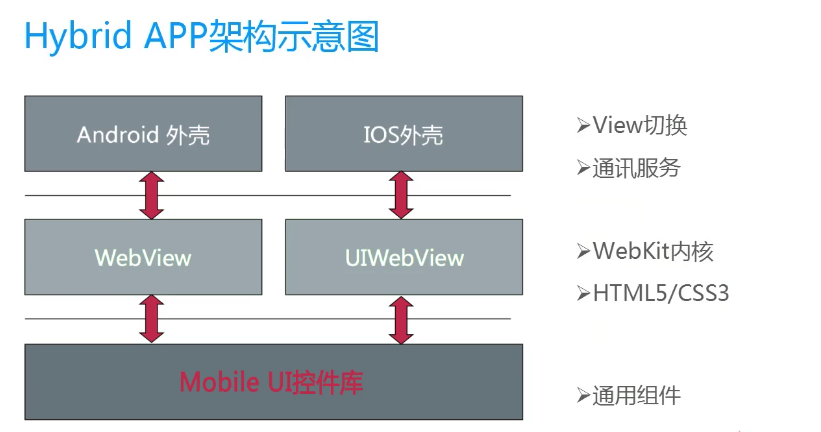 Hybrid APP架构示意图
Android 外壳
IOS外壳
➢View切换
➢通讯服务
WebView
UIWebView
➢WebKit内核
➢HTML5/CSS3
Mobile UI控件库
➢通用组件